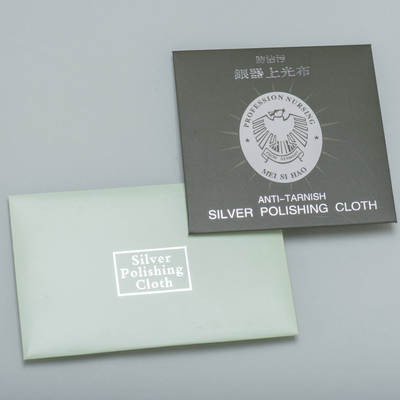 銀器上光布
PROFESSION NURSING
MEI SI HAO
ANTI-TARNISH
SILVER POLISHING CLOTH
Silver
Polishing
Cloth